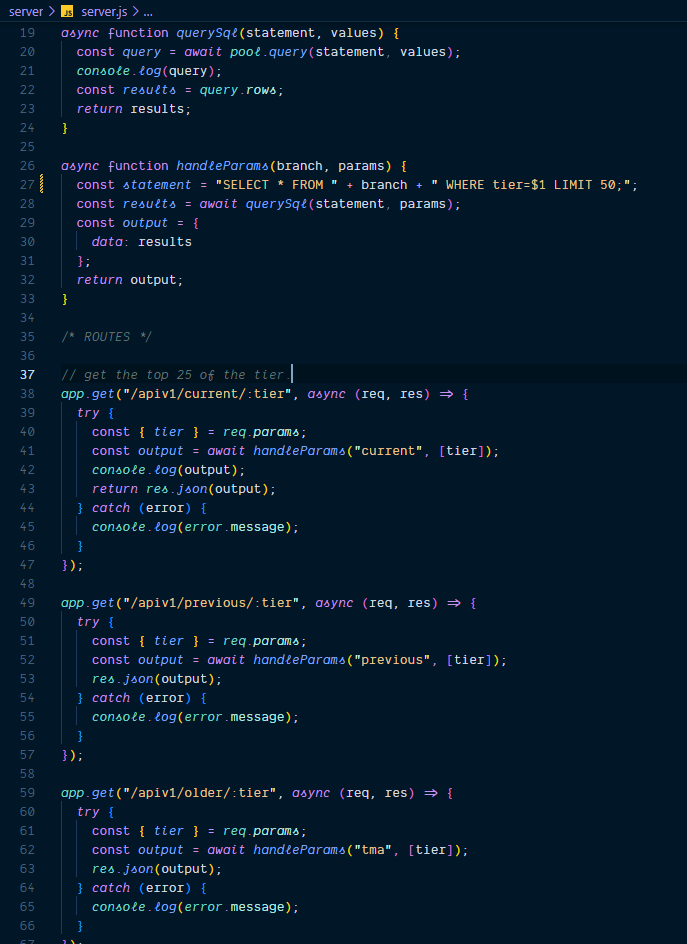 server > JS server.js > ...
19 async function querySql(statement, values) {
20   const query = await pool.query(statement, values);
21   console.log(query);
22   const results = query.rows;
23   return results;
24 }
25
26 async function handleParams(branch, params) {
27   const statement = "SELECT * FROM " + branch + " WHERE tier=$1 LIMIT 50;";
28   const results = await querySql(statement, params);
29   const output = {
30     data: results
31   };
32   return output;
33 }
34
35 /* ROUTES */
36
37 // get the top 25 of the tier.
38 app.get("/apiv1/current/:tier", async (req, res) => {
39   try {
40     const { tier } = req.params;
41     const output = await handleParams("current", [tier]);
42     console.log(output);
43     return res.json(output);
44   } catch (error) {
45     console.log(error.message);
46   }
47 });
48
49 app.get("/apiv1/previous/:tier", async (req, res) => {
50   try {
51     const { tier } = req.params;
52     const output = await handleParams("previous", [tier]);
53     res.json(output);
54   } catch (error) {
55     console.log(error.message);
56   }
57 });
58
59 app.get("/apiv1/older/:tier", async (req, res) => {
60   try {
61     const { tier } = req.params;
62     const output = await handleParams("tma", [tier]);
63     res.json(output);
64   } catch (error) {
65     console.log(error.message);
66   }
67 });